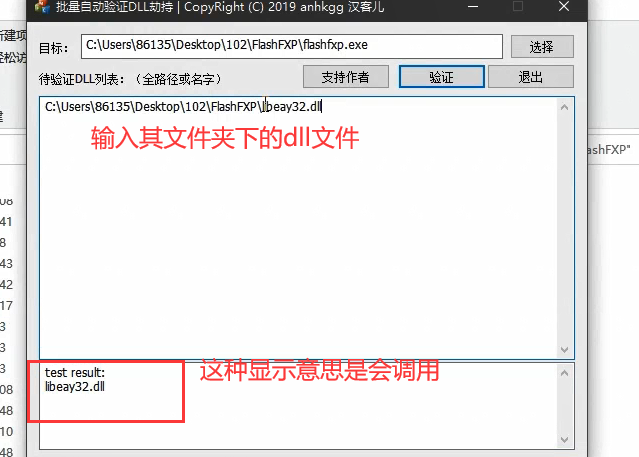 批量自动验证DLL劫持 | CopyRight (C) 2019 anhkgg 汉客儿
新建项
目标：
C:\Users\86135\Desktop\102\FlashFXP\flashfxp.exe
选择
轻松访
待验证DLL列表：（全路径或名字）
支持作者
验证
退出
C:\Users\86135\Desktop\102\FlashFXP\libeay32.dll
输入其文件夹下的dll文件
ashFXP"
08
41
8
43
42
17
3
3
3
08
48
10
48
test result:
libeay32.dll
这种显示意思是会调用